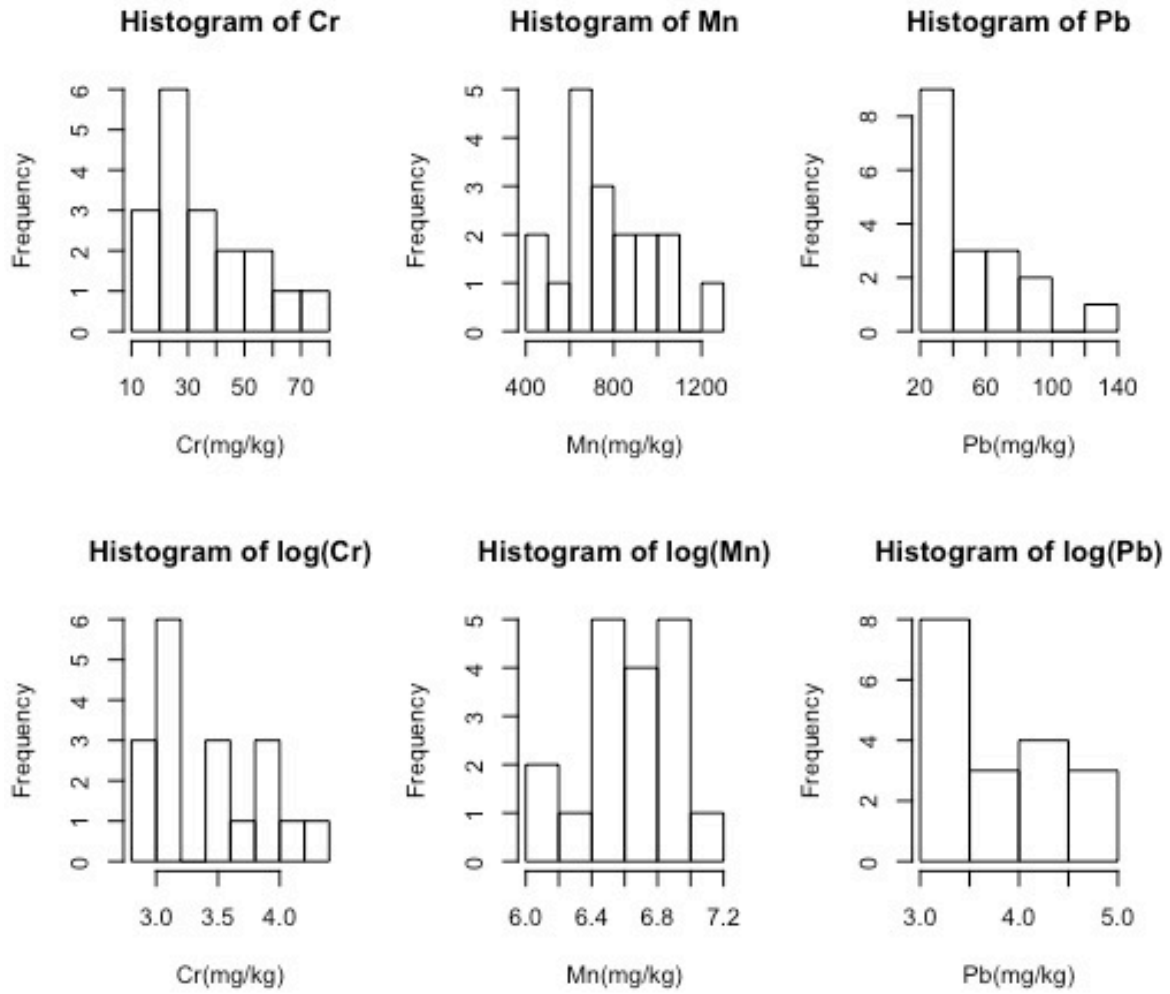 Histogram of Cr
Frequency
0 1 2 3 4 5 6
10 30 50 70
Cr(mg/kg)
Histogram of Mn
Frequency
0 1 2 3 4 5
400 800 1200
Mn(mg/kg)
Histogram of Pb
Frequency
0 2 4 6 8
20 60 100 140
Pb(mg/kg)
Histogram of log(Cr)
Frequency
0 1 2 3 4 5 6
3.0 3.5 4.0
Cr(mg/kg)
Histogram of log(Mn)
Frequency
0 1 2 3 4 5
6.0 6.4 6.8 7.2
Mn(mg/kg)
Histogram of log(Pb)
Frequency
0 2 4 6 8
3.0 4.0 5.0
Pb(mg/kg)